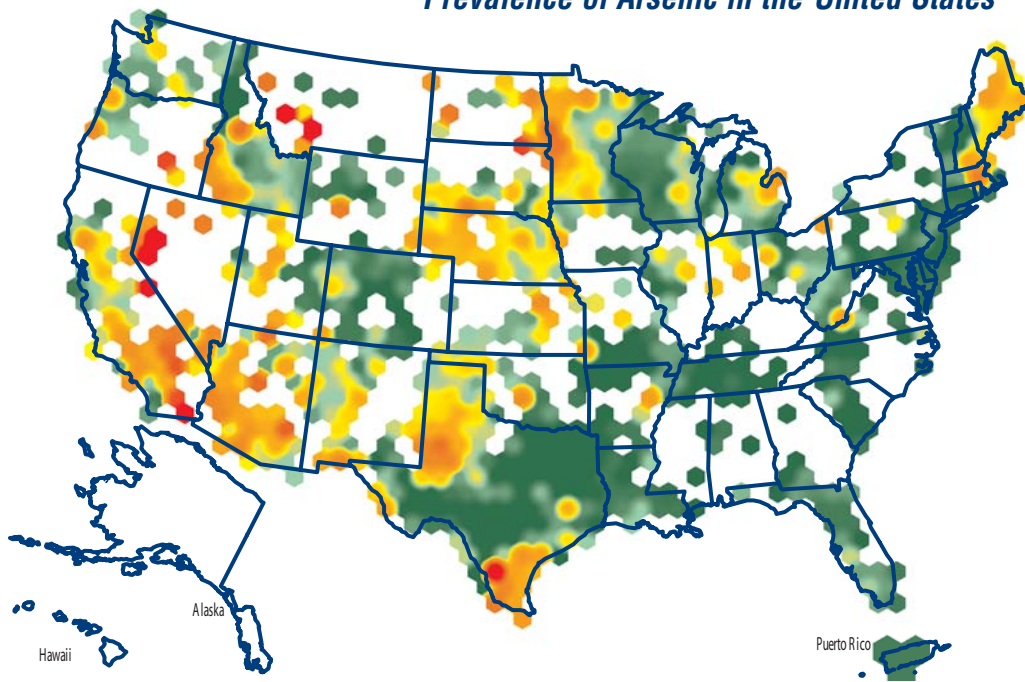 Prevalence of Arsenic in the United States
Alaska
Hawaii
Puerto Rico